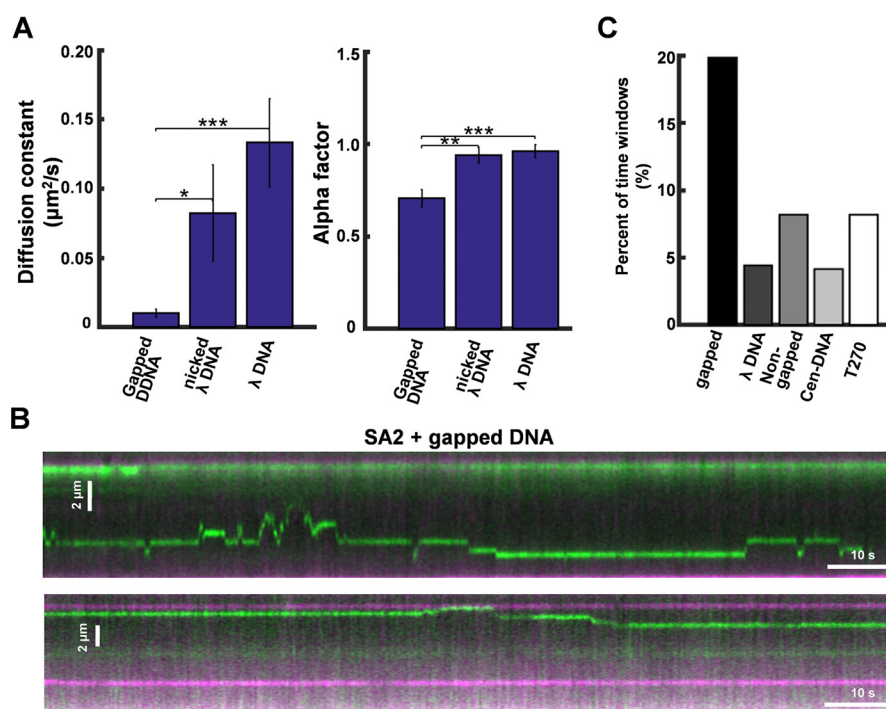 A
Diffusion constant
(µm²/s)
0.20
0.15
0.10
0.05
0
***
*
Gapped
DDNA
nicked
λ DNA
λ DNA
Alpha factor
1.5
1.0
0.5
0
***
**
Gapped
DNA
nicked
λ DNA
λ DNA
C
Percent of time windows
(%)
20
15
10
5
0
gapped
λ DNA
Non-
gapped
Cen-DNA
T270
B
SA2 + gapped DNA
2 µm
10 s
2 µm
10 s